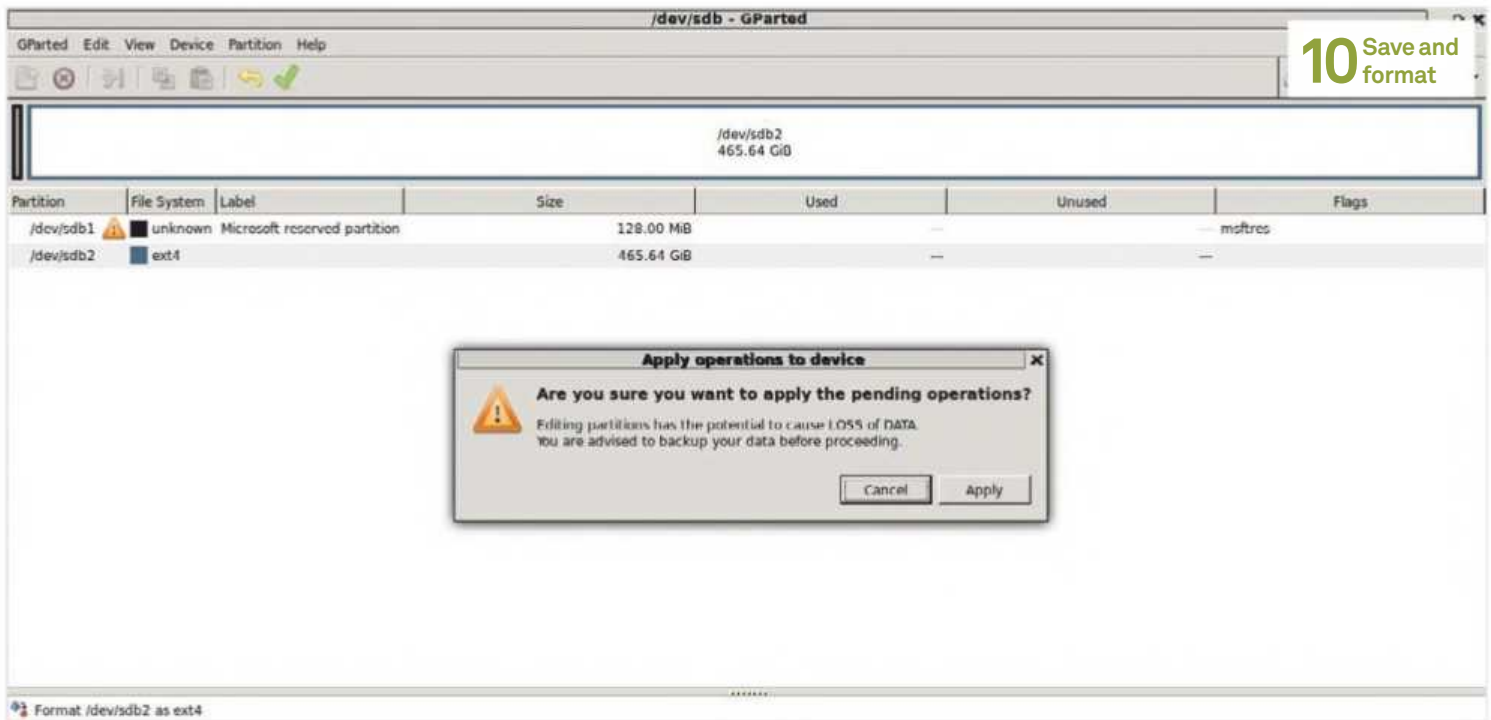 /dev/sdb - GParted
GParted Edit View Device Partition Help
10 Save and
format
/dev/sdb2
465.64 GiB
Partition File System Label Size Used Unused Flags
/dev/sdb1 unknown Microsoft reserved partition 128.00 MiB — — msftres
/dev/sdb2 ext4 465.64 GiB — —
Apply operations to device
Are you sure you want to apply the pending operations?
Editing partitions has the potential to cause LOSS of DATA.
You are advised to backup your data before proceeding.
Cancel Apply
Format /dev/sdb2 as ext4